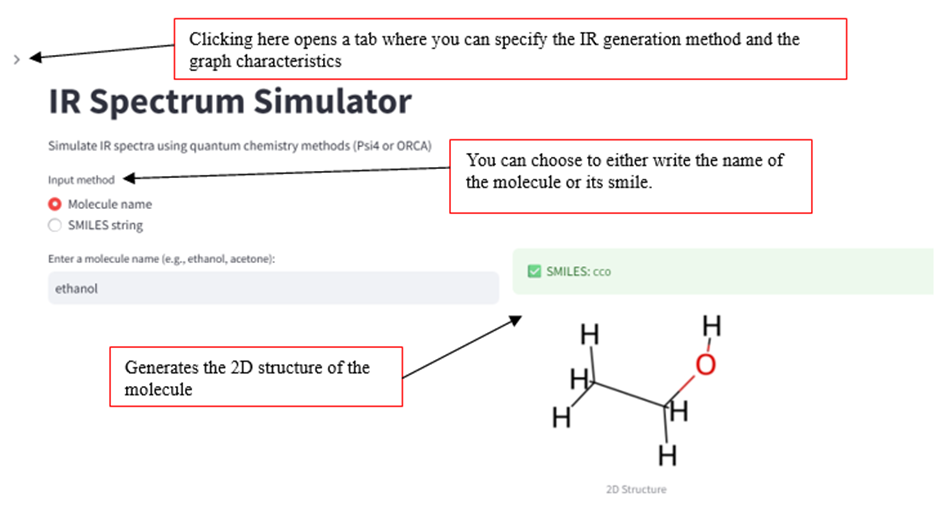 Clicking here opens a tab where you can specify the IR generation method and the
graph characteristics
>
IR Spectrum Simulator
Simulate IR spectra using quantum chemistry methods (Psi4 or ORCA)
You can choose to either write the name of
the molecule or its smile.
Input method
Molecule name
SMILES string
Enter a molecule name (e.g., ethanol, acetone):
ethanol
SMILES: cco
Generates the 2D structure of the
molecule
H
H
O
H
H
H
H
2D Structure